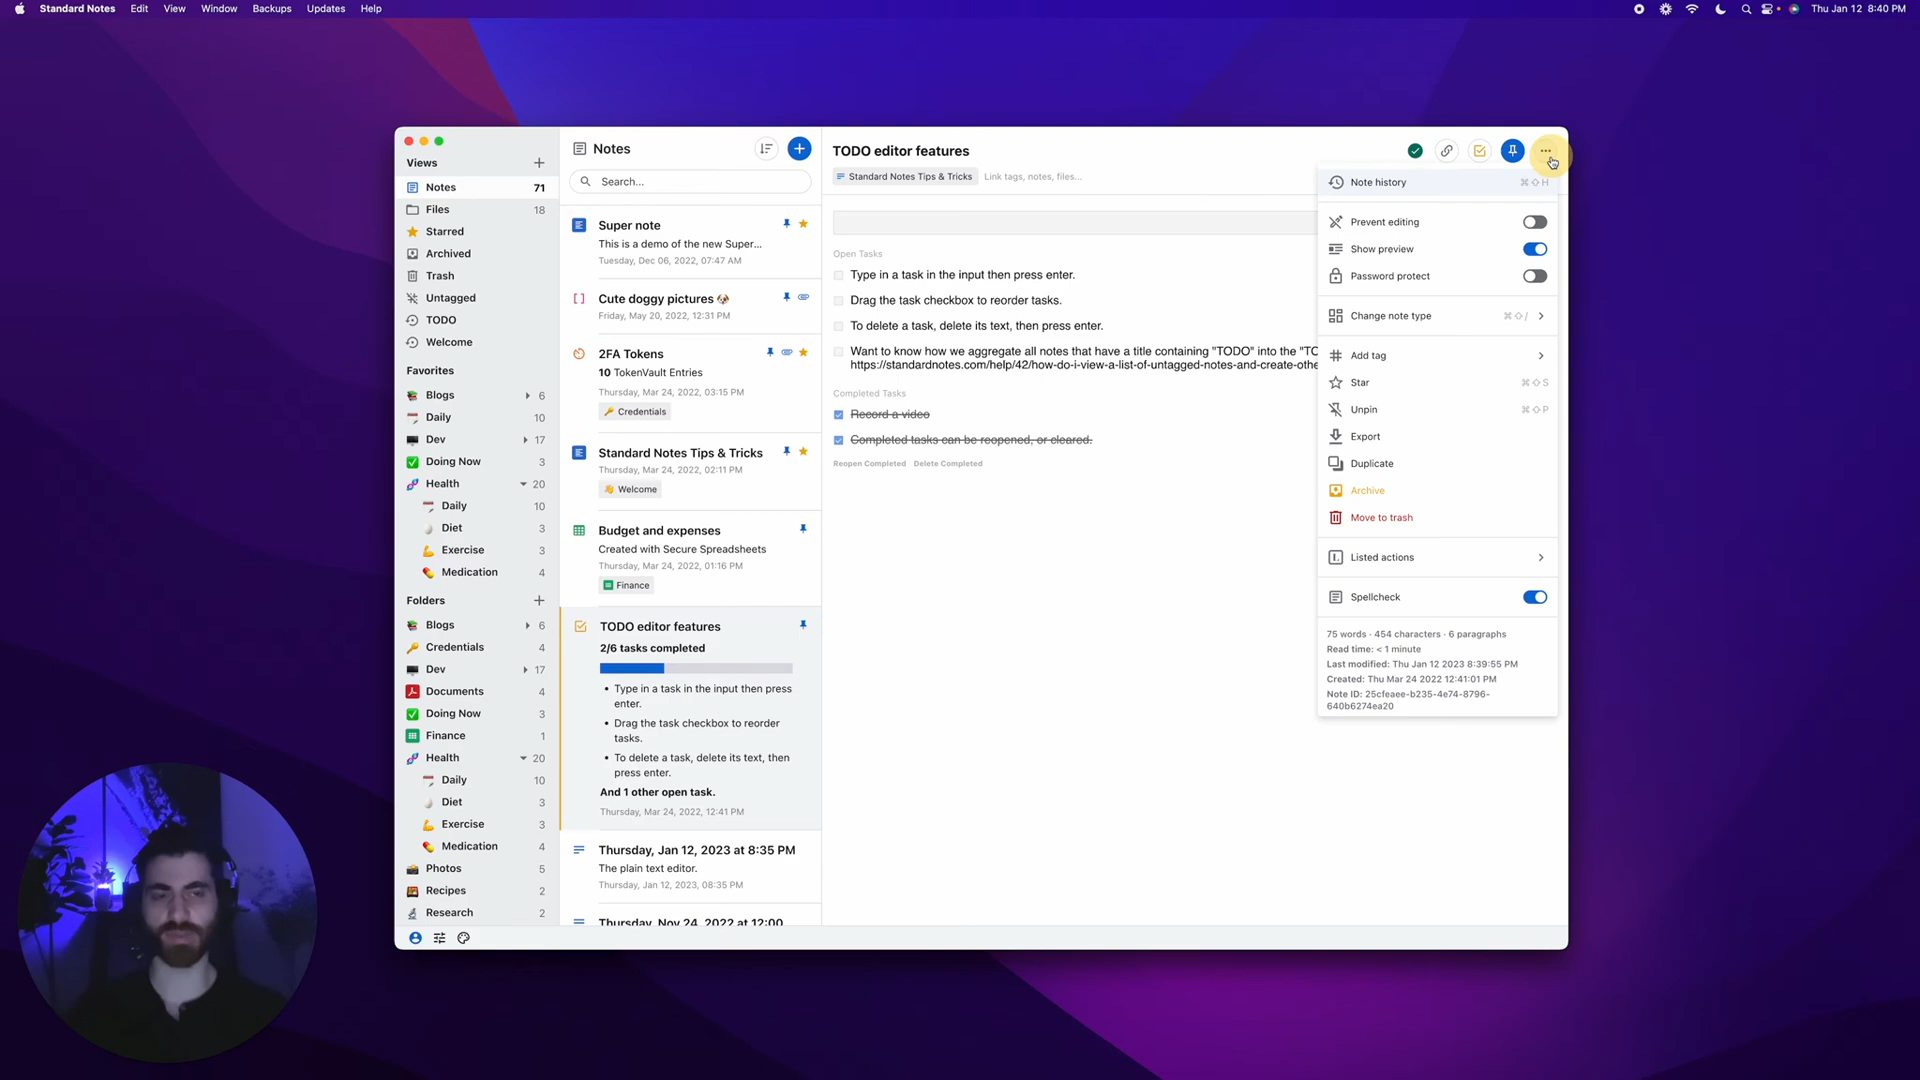 Standard Notes Edit View Window Backups Updates Help
Thu Jan 12 8:40 PM
Views
Notes 71
Files 18
Starred
Archived
Trash
Untagged
TODO
Welcome
Favorites
Blogs 6
Daily 10
Dev 17
Doing Now 3
Health 20
Daily 10
Diet 3
Exercise 3
Medication 4
Folders
Blogs 6
Credentials 4
Dev 17
Documents 4
Doing Now 3
Finance 1
Health 20
Daily 10
Diet 3
Exercise 3
Medication 4
Photos 5
Recipes 2
Research 2
Notes
Search...
Super note
This is a demo of the new Super...
Tuesday, Dec 06, 2022, 07:47 AM
Cute doggy pictures 🐶
Friday, May 20, 2022, 12:31 PM
2FA Tokens
10 TokenVault Entries
Thursday, Mar 24, 2022, 03:15 PM
Credentials
Standard Notes Tips & Tricks
Thursday, Mar 24, 2022, 02:11 PM
Welcome
Budget and expenses
Created with Secure Spreadsheets
Thursday, Mar 24, 2022, 01:16 PM
Finance
TODO editor features
2/6 tasks completed
• Type in a task in the input then press
enter.
• Drag the task checkbox to reorder
tasks.
• To delete a task, delete its text, then
press enter.
And 1 other open task.
Thursday, Mar 24, 2022, 12:41 PM
Thursday, Jan 12, 2023 at 8:35 PM
The plain text editor.
Thursday, Jan 12, 2023, 08:35 PM
Thursday, Nov 24, 2022 at 12:00
TODO editor features
Standard Notes Tips & Tricks Link tags, notes, files...
Open Tasks
Type in a task in the input then press enter.
Drag the task checkbox to reorder tasks.
To delete a task, delete its text, then press enter.
Want to know how we aggregate all notes that have a title containing "TODO" into the "TO
https://standardnotes.com/help/42/how-do-i-view-a-list-of-untagged-notes-and-create-othe
Completed Tasks
Record a video
Completed tasks can be reopened, or cleared.
Reopen Completed Delete Completed
Note history ⌘⇧H
Prevent editing
Show preview
Password protect
Change note type ⌘⇧/
Add tag
Star ⌘⇧S
Unpin ⌘⇧P
Export
Duplicate
Archive
Move to trash
Listed actions
Spellcheck
75 words · 454 characters · 6 paragraphs
Read time: < 1 minute
Last modified: Thu Jan 12 2023 8:39:55 PM
Created: Thu Mar 24 2022 12:41:01 PM
Note ID: 25cfeaee-b235-4e74-8796-
640b6274ea20